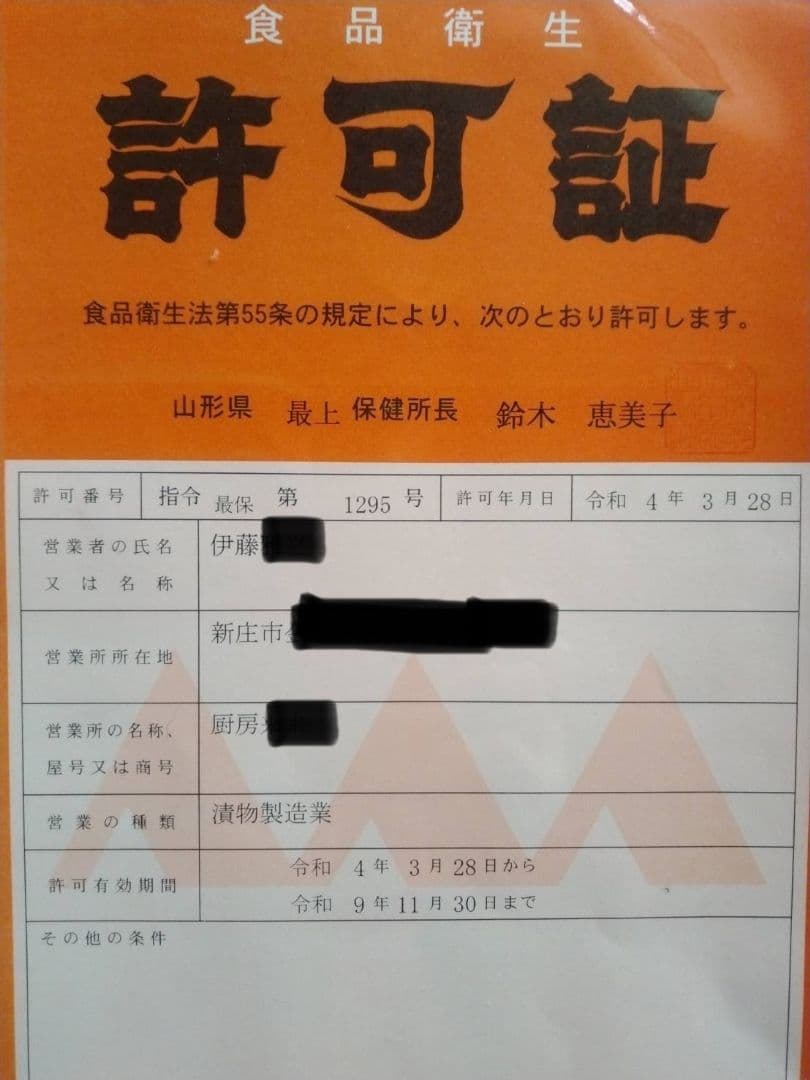 食品衛生
許可証
食品衛生法第55条の規定により、次のとおり許可します。
山形県 最上 保健所長 鈴木 恵美子
許可番号 指令 最保 第 1295 号 許可年月日 令和 4 年 3 月 28 日
営業者の氏名 伊藤
又は名称
営業所所在地 新庄市
営業所の名称、 厨房
屋号又は商号
営業の種類 漬物製造業
許可有効期間 令和 4 年 3 月 28 日から
令和 9 年 11 月 30 日まで
その他の条件